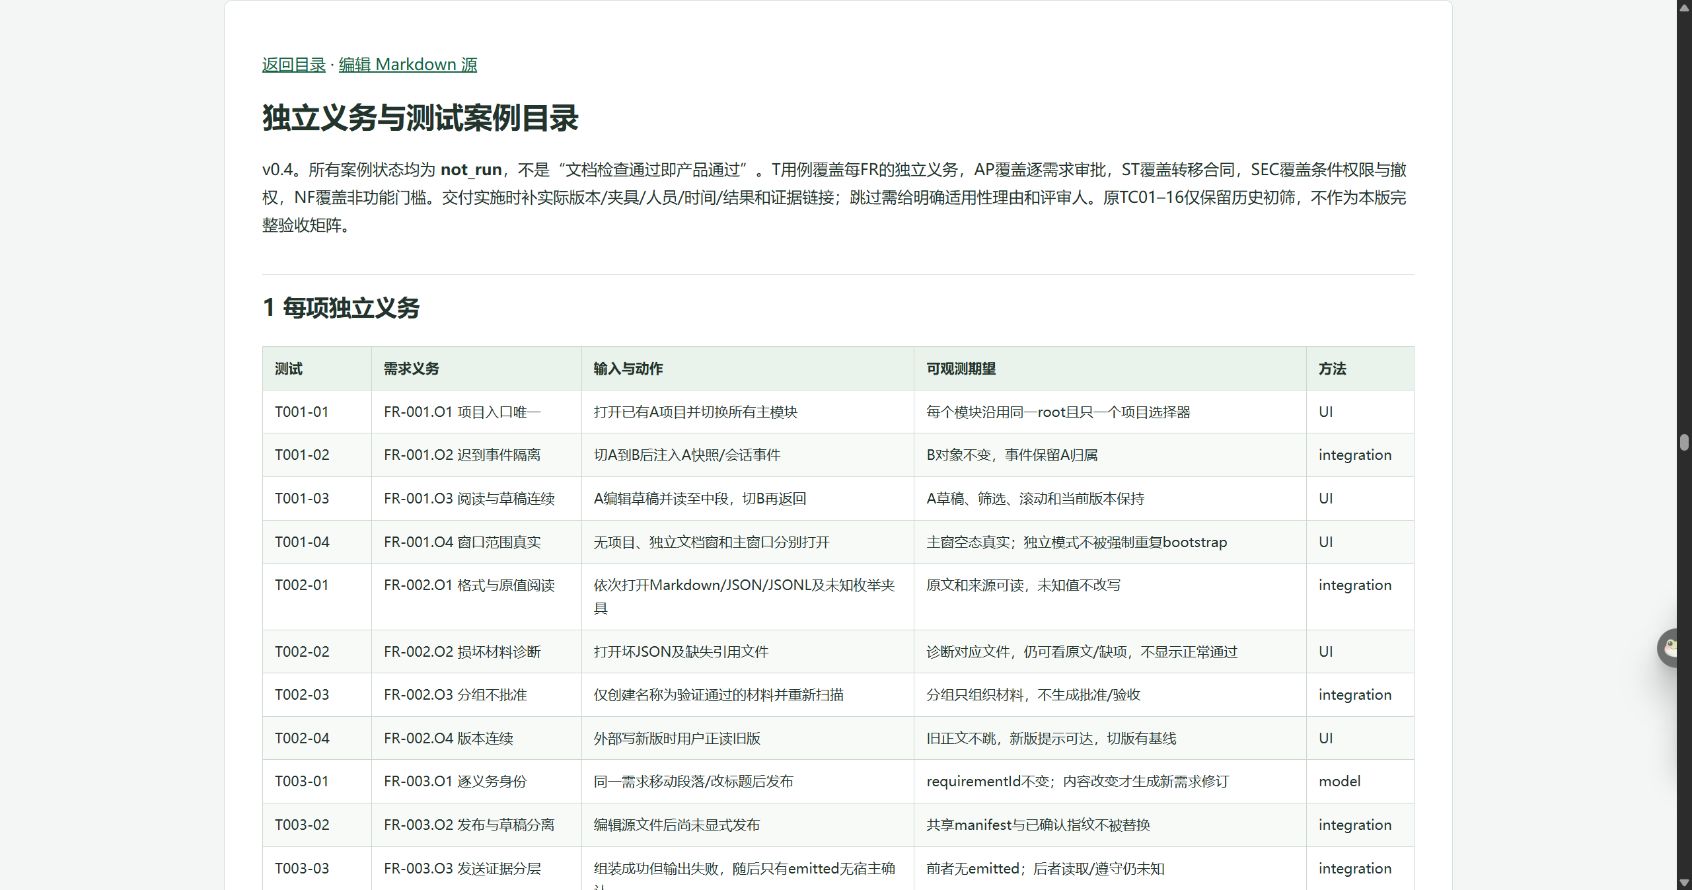 返回目录 · 编辑 Markdown 源
独立义务与测试案例目录
v0.4。所有案例状态均为 not_run，不是“文档检查通过即产品通过”。T用例覆盖每FR的独立义务，AP覆盖逐需求审批，ST覆盖转移合同，SEC覆盖条件权限与撤
权，NF覆盖非功能门槛。交付实施时补实际版本/夹具/人员/时间/结果和证据链接；跳过需给明确适用性理由和评审人。原TC01–16仅保留历史初筛，不作为本版完
整验收矩阵。
1 每项独立义务
测试 需求义务 输入与动作 可观测期望 方法
T001-01 FR-001.O1 项目入口唯一 打开已有A项目并切换所有主模块 每个模块沿用同一root且只一个项目选择器 UI
T001-02 FR-001.O2 迟到事件隔离 切A到B后注入A快照/会话事件 B对象不变，事件保留A归属 integration
T001-03 FR-001.O3 阅读与草稿连续 A编辑草稿并读至中段，切B再返回 A草稿、筛选、滚动和当前版本保持 UI
T001-04 FR-001.O4 窗口范围真实 无项目、独立文档窗和主窗口分别打开 主窗空态真实；独立模式不被强制重复bootstrap UI
T002-01 FR-002.O1 格式与原值阅读 依次打开Markdown/JSON/JSONL及未知枚举夹 原文和来源可读，未知值不改写 integration
具
T002-02 FR-002.O2 损坏材料诊断 打开坏JSON及缺失引用文件 诊断对应文件，仍可看原文/缺项，不显示正常通过 UI
T002-03 FR-002.O3 分组不批准 仅创建名称为验证通过的材料并重新扫描 分组只组织材料，不生成批准/验收 integration
T002-04 FR-002.O4 版本连续 外部写新版时用户正读旧版 旧正文不跳，新版提示可达，切版有基线 UI
T003-01 FR-003.O1 逐义务身份 同一需求移动段落/改标题后发布 requirementId不变；内容改变才生成新需求修订 model
T003-02 FR-003.O2 发布与草稿分离 编辑源文件后尚未显式发布 共享manifest与已确认指纹不被替换 integration
T003-03 FR-003.O3 发送证据分层 组装成功但输出失败，随后只有emitted无宿主确 前者无emitted；后者读取/遵守仍未知 integration